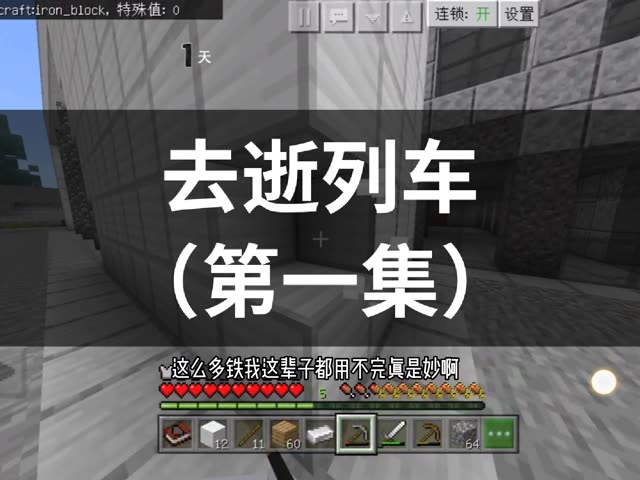 craft:iron_block, 特殊值: 0
连锁: 开 设置
1天
去逝列车
（第一集）
这么多铁我这辈子都用不完真是妙啊
5
12 11 60 64